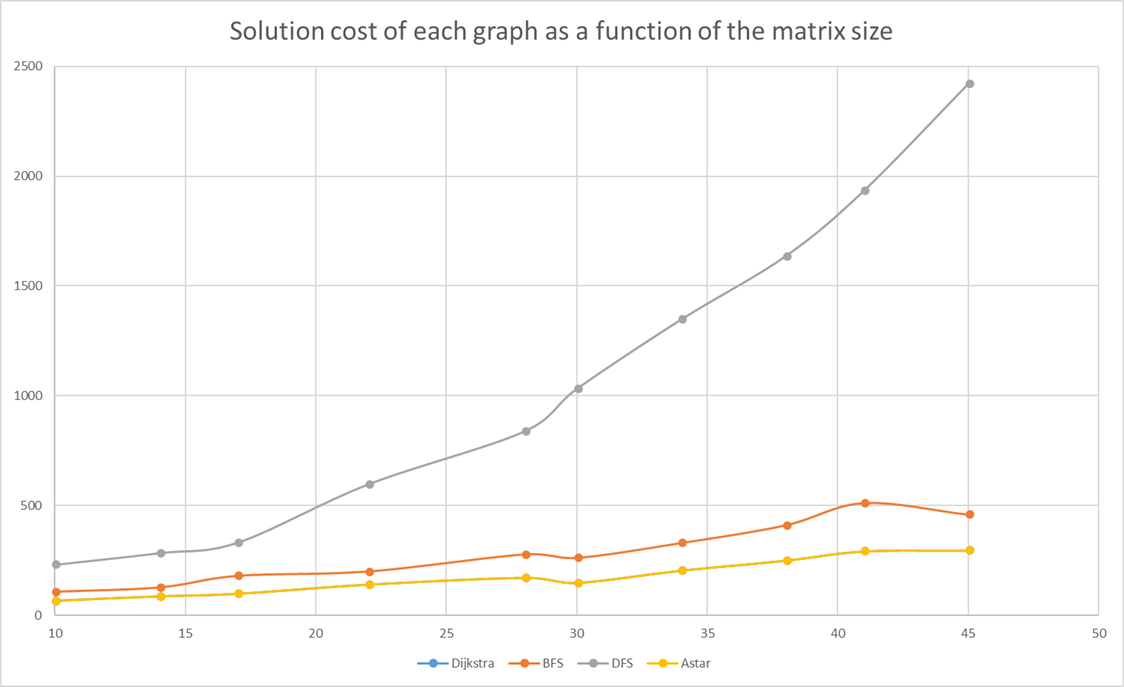 Solution cost of each graph as a function of the matrix size
2500
2000
1500
1000
500
0
10 15 20 25 30 35 40 45 50
Dijkstra BFS DFS Astar